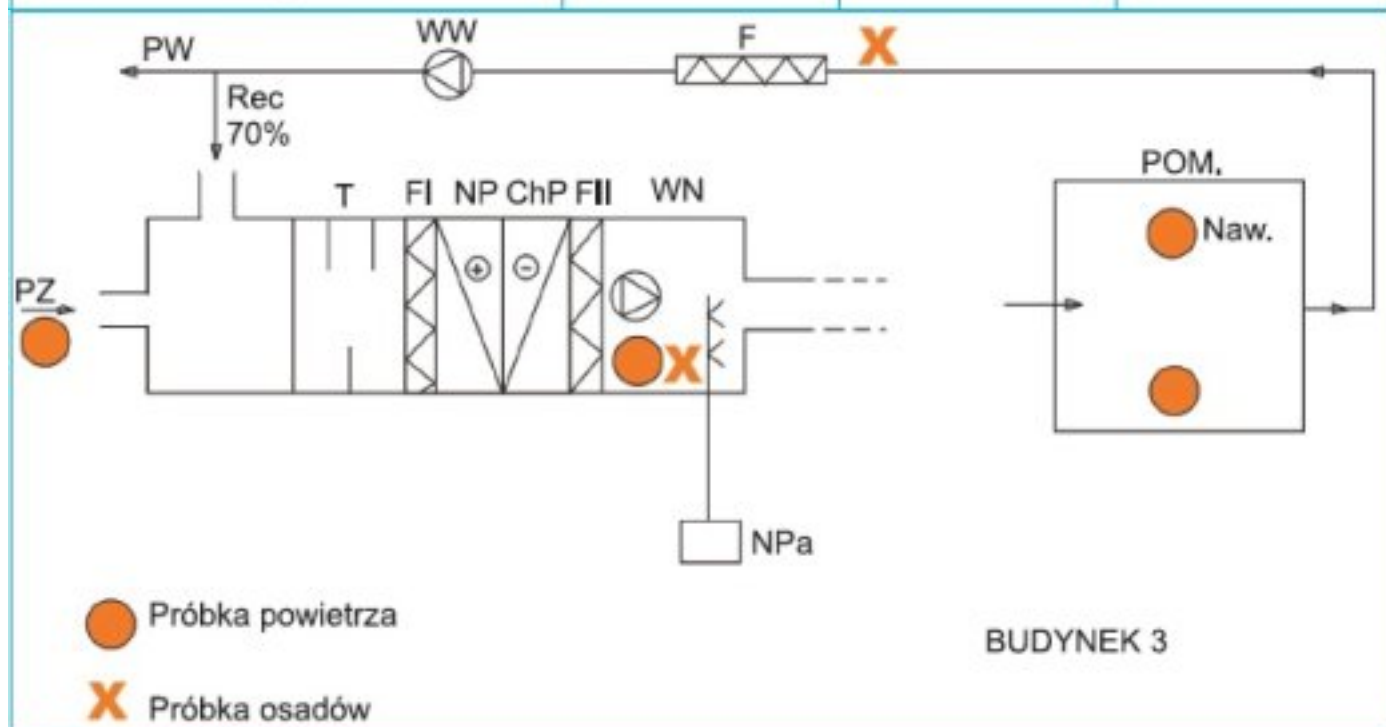 PW
WW
F
X
Rec
70%
POM.
T
FI
NP
ChP
FII
WN
Naw.
PZ
X
NPa
Próbka powietrza
BUDYNEK 3
X Próbka osadów